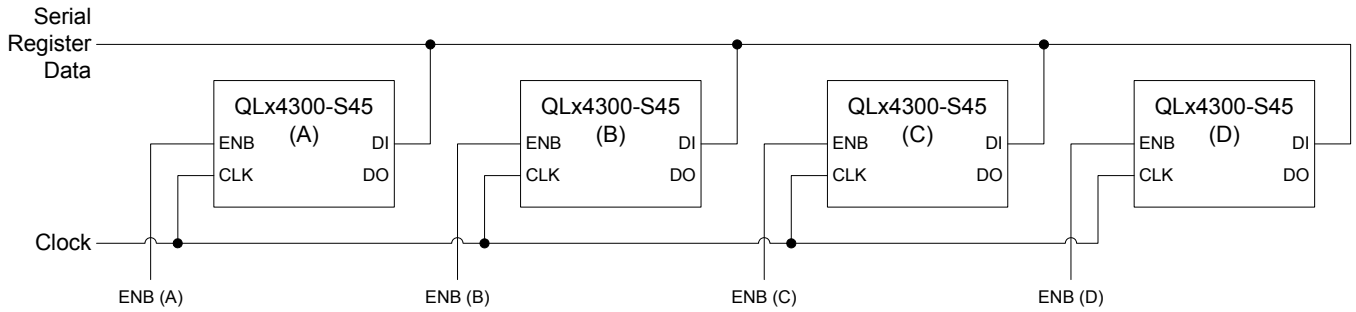 Serial
Register
Data
QLx4300-S45
(A)
ENB
DI
CLK
DO
QLx4300-S45
(B)
ENB
DI
CLK
DO
QLx4300-S45
(C)
ENB
DI
CLK
DO
QLx4300-S45
(D)
ENB
DI
CLK
DO
Clock
ENB (A)
ENB (B)
ENB (C)
ENB (D)